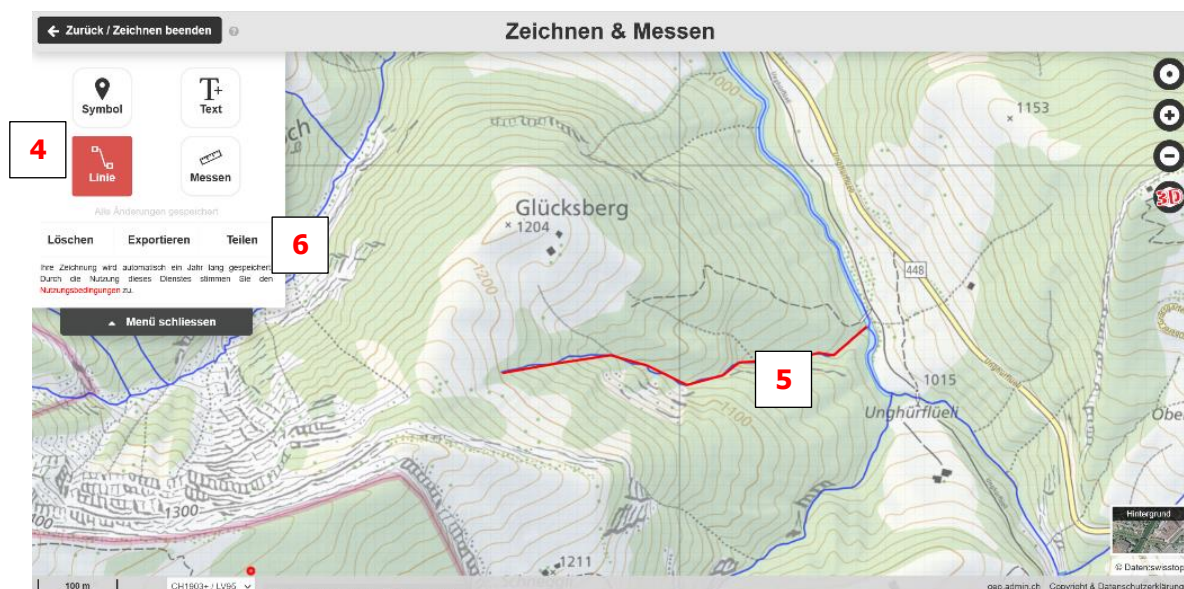 Zurück / Zeichnen beenden
Zeichnen & Messen
Symbol
Text
4
Linie
Messen
Alle Änderungen gespeichert
Löschen Exportieren Teilen
6
Ihre Zeichnung wird automatisch ein Jahr lang gespeichert.
Durch die Nutzung dieses Dienstes stimmen Sie den
Nutzungsbedingungen zu.
Menü schliessen
1000
1153
Glücksberg
1204
3D
1200
448
5
1015
1100
Unghürflüeli
Unghürflüeli
Unghürflüeli
1300
1211
Hintergrund
© Daten:swisstop
100 m
CH1903+ / LV95
geo.admin.ch Copyright & Datenschutzerklärung